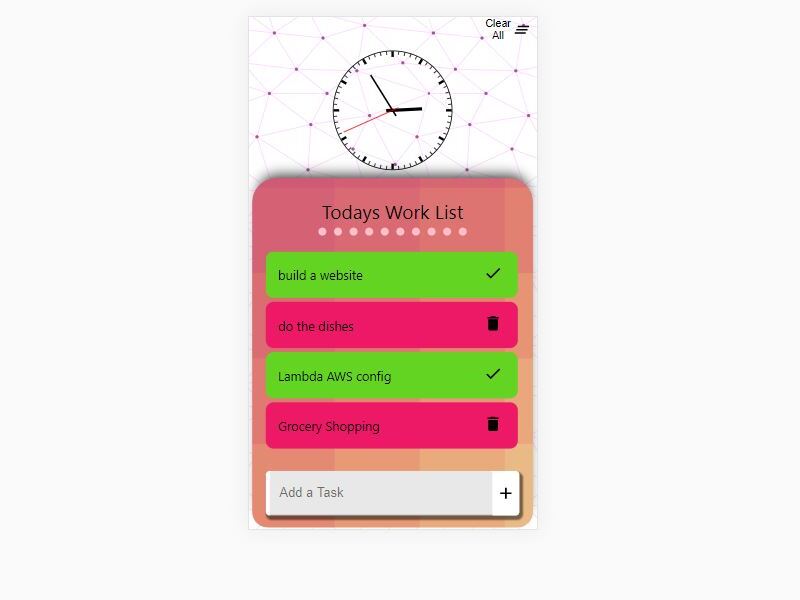 Clear
All
Todays Work List
build a website
do the dishes
Lambda AWS config
Grocery Shopping
Add a Task